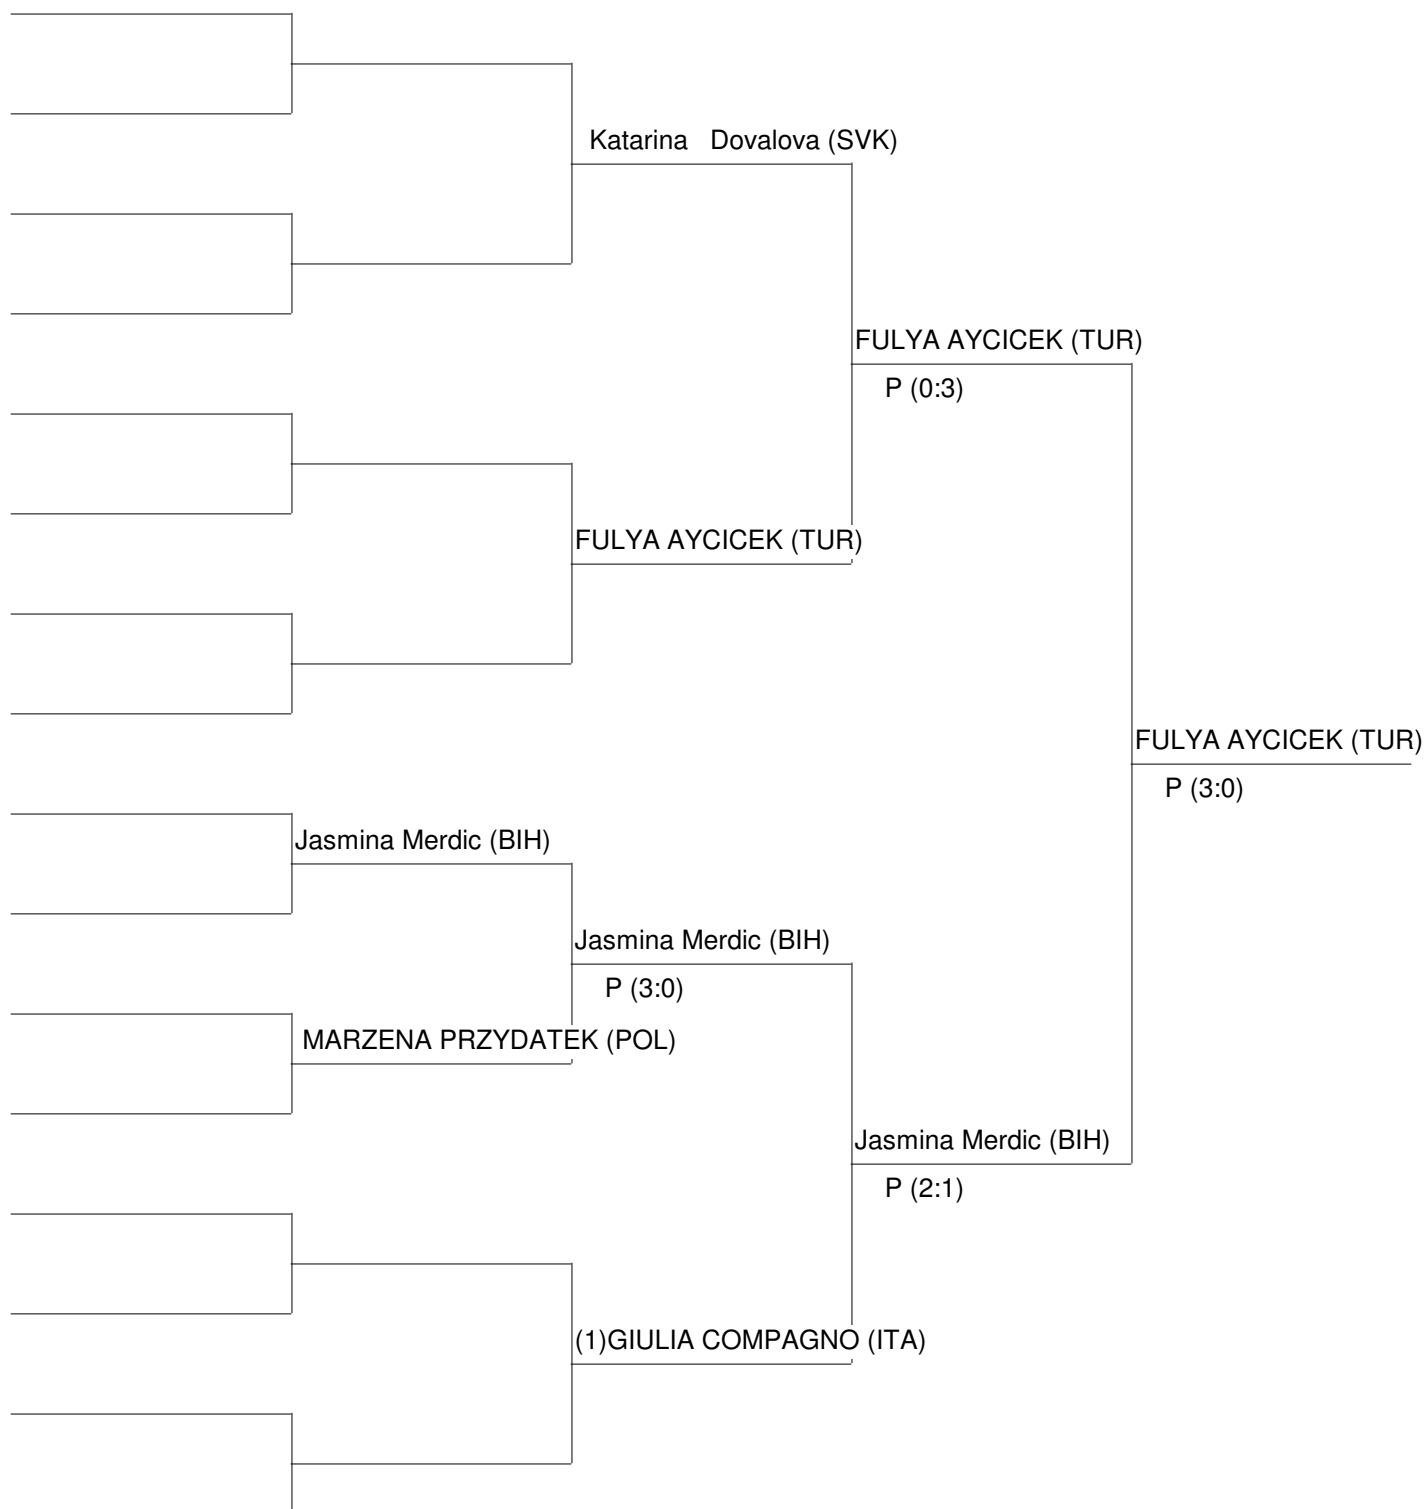 Katarina   Dovalova (SVK)
FULYA AYCICEK (TUR)
P (0:3)
FULYA AYCICEK (TUR)
FULYA AYCICEK (TUR)
P (3:0)
Jasmina Merdic (BIH)
Jasmina Merdic (BIH)
P (3:0)
MARZENA PRZYDATEK (POL)
Jasmina Merdic (BIH)
P (2:1)
(1)GIULIA COMPAGNO (ITA)